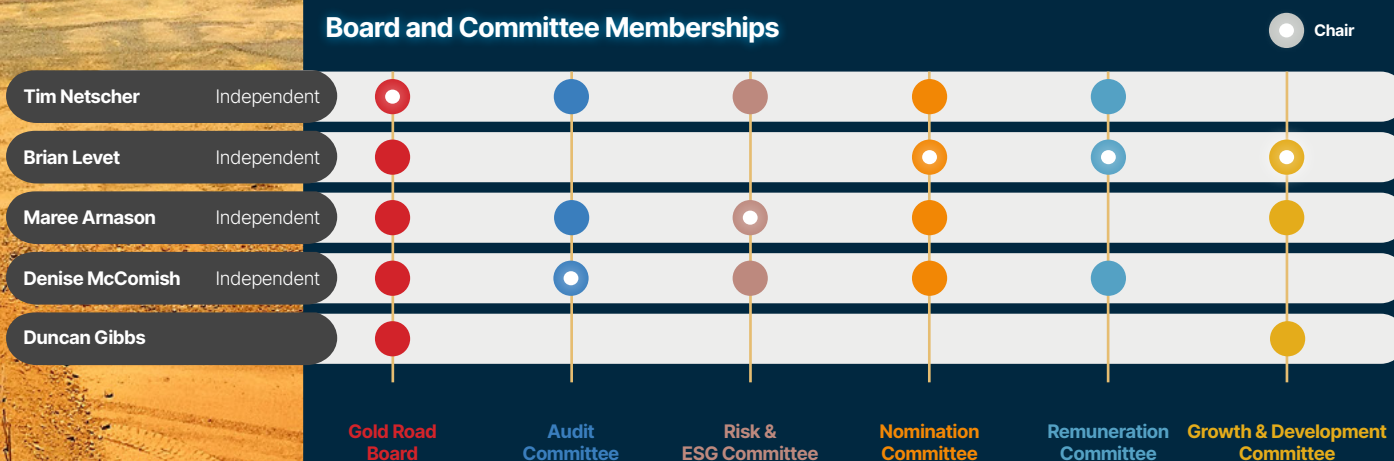 Board and Committee Memberships
Chair
Tim Netscher Independent
Brian Levet Independent
Maree Arnason Independent
Denise McComish Independent
Duncan Gibbs
Gold Road Board
Audit Committee
Risk & ESG Committee
Nomination Committee
Remuneration Committee
Growth & Development Committee